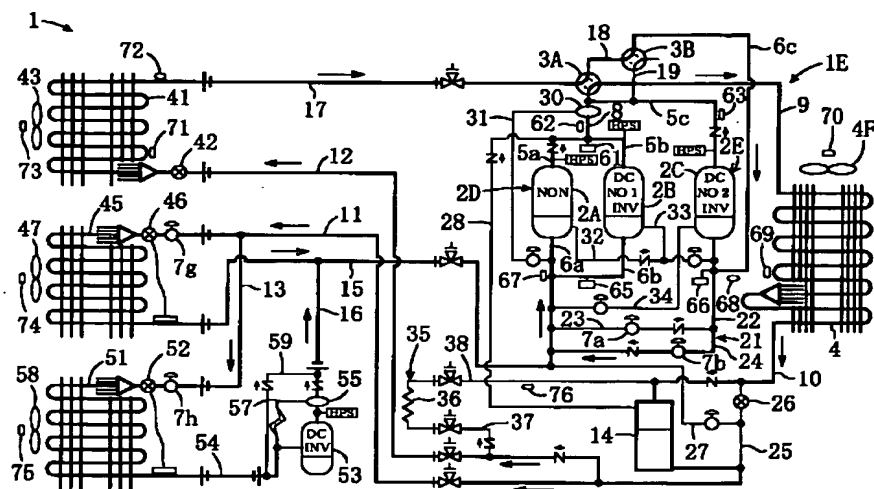 1
72
18
3A
3B
6c
43
41
17
30
19
1E
31
8
5c
63
9
62
HPS
70
4F
71
42
12
61
5b
2E
73
5a
HPS
HPS
2C
45
46
11
2D
NON
2A
DC
NO 1
INV
2B
DC
NO 2
INV
47
28
33
7g
32
69
13
15
67
6a
6b
65
34
66
68
74
16
23
22
35
7a
21
51
52
59
38
7b
24
4
58
55
36
76
10
7h
57
HPS
37
26
14
75
54
DC
INV
53
27
25